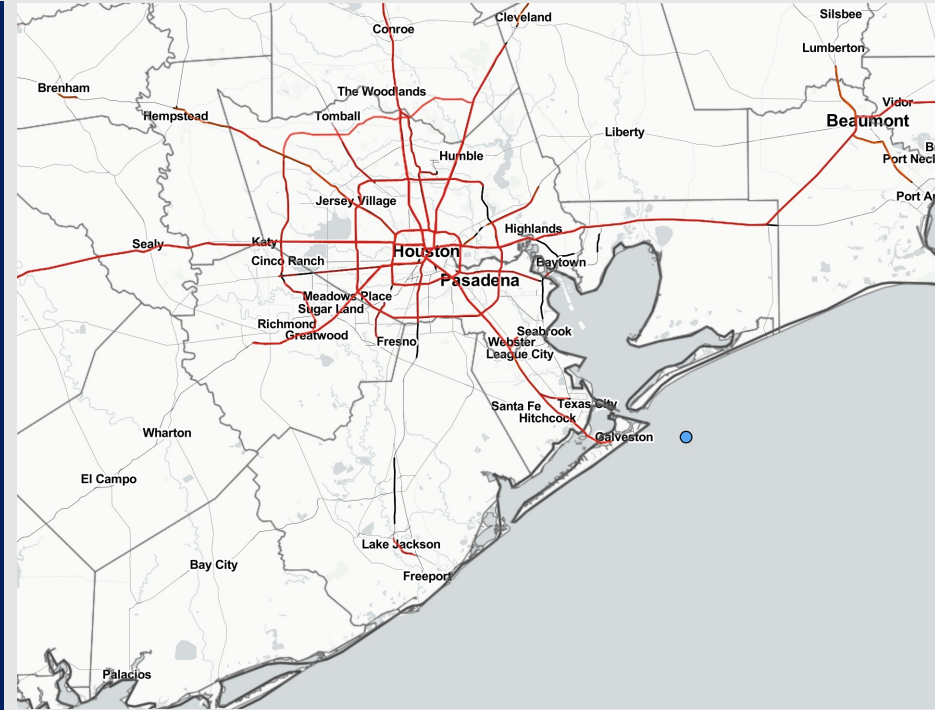 Cleveland
Silsbee
Conroe
Lumberton
Brenham
The Woodlands
Vidor
Hempstead
Tomball
Beaumont
Liberty
Humble
Port Nec
Port Ar
Jersey Village
Highlands
Sealy
Katy
Houston
Cinco Ranch
Baytown
Pasadena
Meadows Place
Sugar Land
Richmond
Greatwood
Seabrook
Fresno
Webster
League City
Santa Fe
Texas City
Hitchcock
Wharton
Galveston
El Campo
Lake Jackson
Bay City
Freeport
Palacios